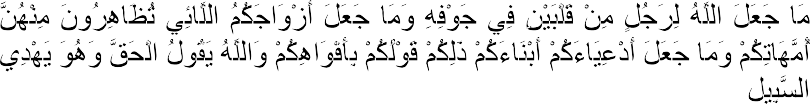 مَا جَعَلَ اللَّهُ لِرَجُلٍ مِنْ قَلْبَيْنِ فِي جَوْفِهِ وَمَا جَعَلَ أَزْوَاجَكُمُ اللَّائِي تُظَاهِرُونَ مِنْهُنَّ
أُمَّهَاتِكُمْ وَمَا جَعَلَ أَدْعِيَاءَكُمْ أَبْنَاءَكُمْ ذَلِكُمْ قَوْلُكُمْ بِأَفْوَاهِكُمْ وَاللَّهُ يَقُولُ الْحَقَّ وَهُوَ يَهْدِي
السَّبِيلَ